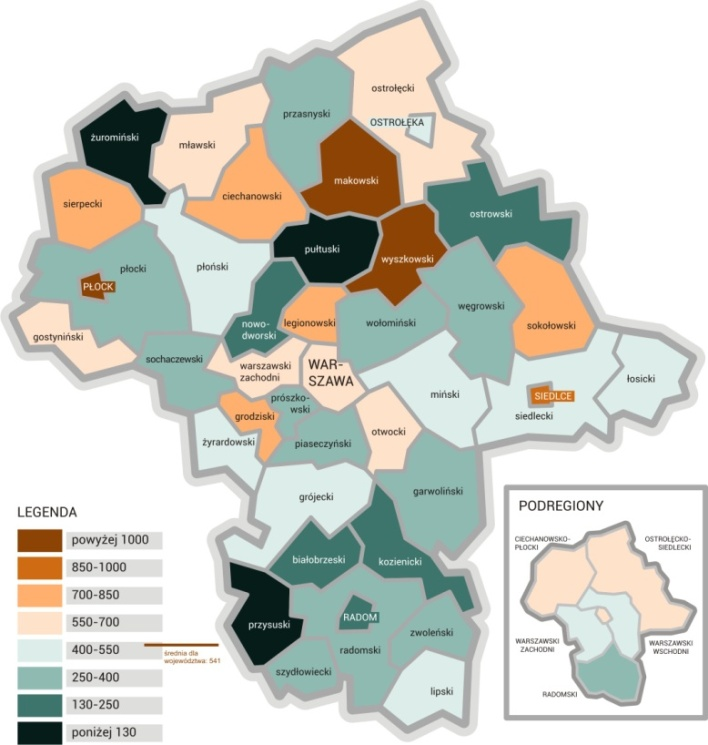 ostrołęcki
OSTROŁĘKA
przasnyski
żuromiński
mławski
makowski
ciechanowski
sierpecki
ostrowski
pułtuski
wyszkowski
płoński
płocki
PŁOCK
węgrowski
legionowski
wołomiński
sokołowski
nowo-
dworski
gostyniński
sochaczewski
warszawski
zachodni
WAR-
SZAWA
łosicki
miński
SIEDLCE
siedlecki
prószko-
wski
grodziski
otwocki
żyrardowski
piaseczyński
garwoliński
grójecki
białobrzeski
kozienicki
przysuski
RADOM
zwoleński
radomski
szydłowiecki
lipski
LEGENDA
powyżej 1000
850-1000
700-850
550-700
400-550
250-400
130-250
poniżej 130
średnia dla
województwa: 541
PODREGIONY
CIECHANOWSKO-
PŁOCKI
OSTROŁĘCKO-
SIEDLECKI
WARSZAWSKI
ZACHODNI
WARSZAWSKI
WSCHODNI
RADOMSKI